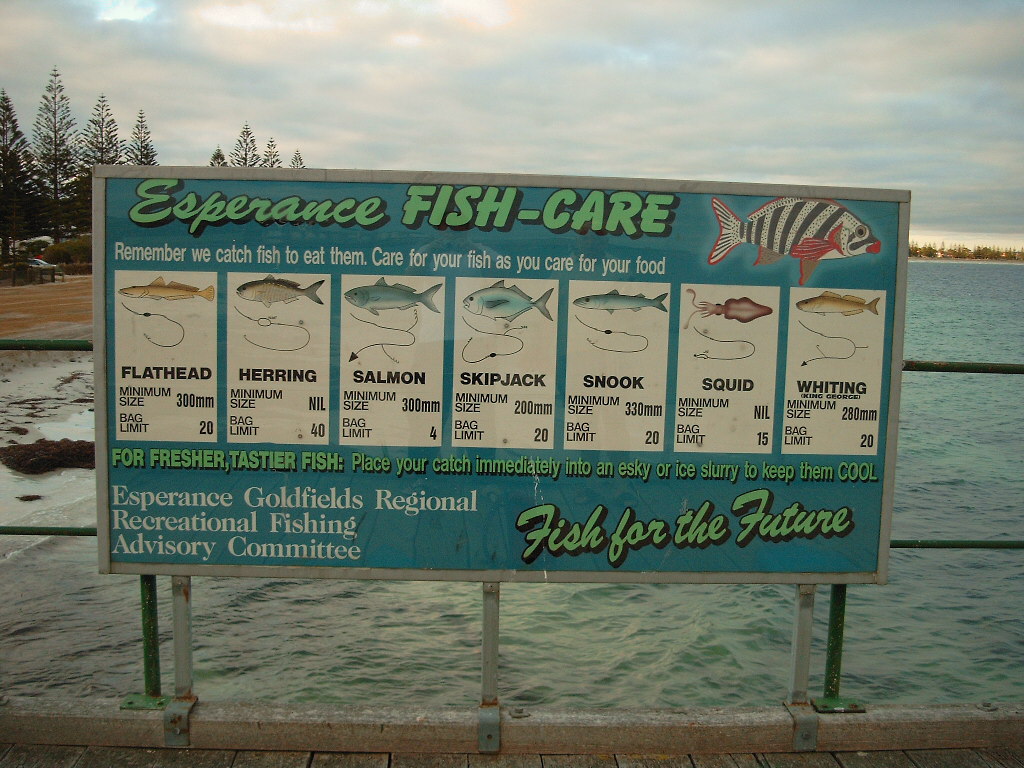 Esperance FISH-CARE
Remember we catch fish to eat them. Care for your fish as you care for your food
FLATHEAD
MINIMUM SIZE 300mm
BAG LIMIT 20
HERRING
MINIMUM SIZE NIL
BAG LIMIT 40
SALMON
MINIMUM SIZE 300mm
BAG LIMIT 4
SKIPJACK
MINIMUM SIZE 200mm
BAG LIMIT 20
SNOOK
MINIMUM SIZE 330mm
BAG LIMIT 20
SQUID
MINIMUM SIZE NIL
BAG LIMIT 15
WHITING
(KING GEORGE)
MINIMUM SIZE 280mm
BAG LIMIT 20
FOR FRESHER,TASTIER FISH: Place your catch immediately into an esky or ice slurry to keep them COOL
Esperance Goldfields Regional
Recreational Fishing
Advisory Committee
Fish for the Future